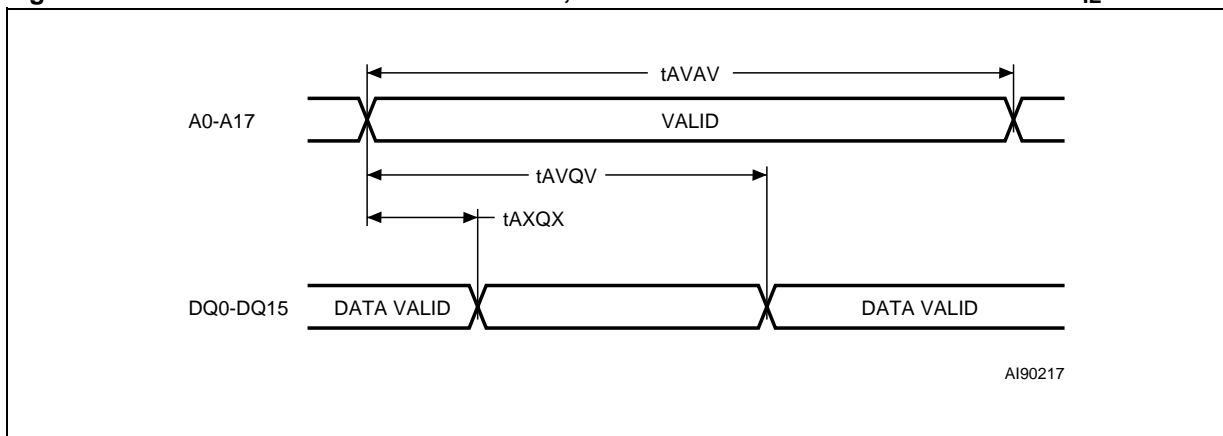 tAVAV
A0-A17 VALID
tAVQV
tAXQX
DQ0-DQ15 DATA VALID DATA VALID
AI90217